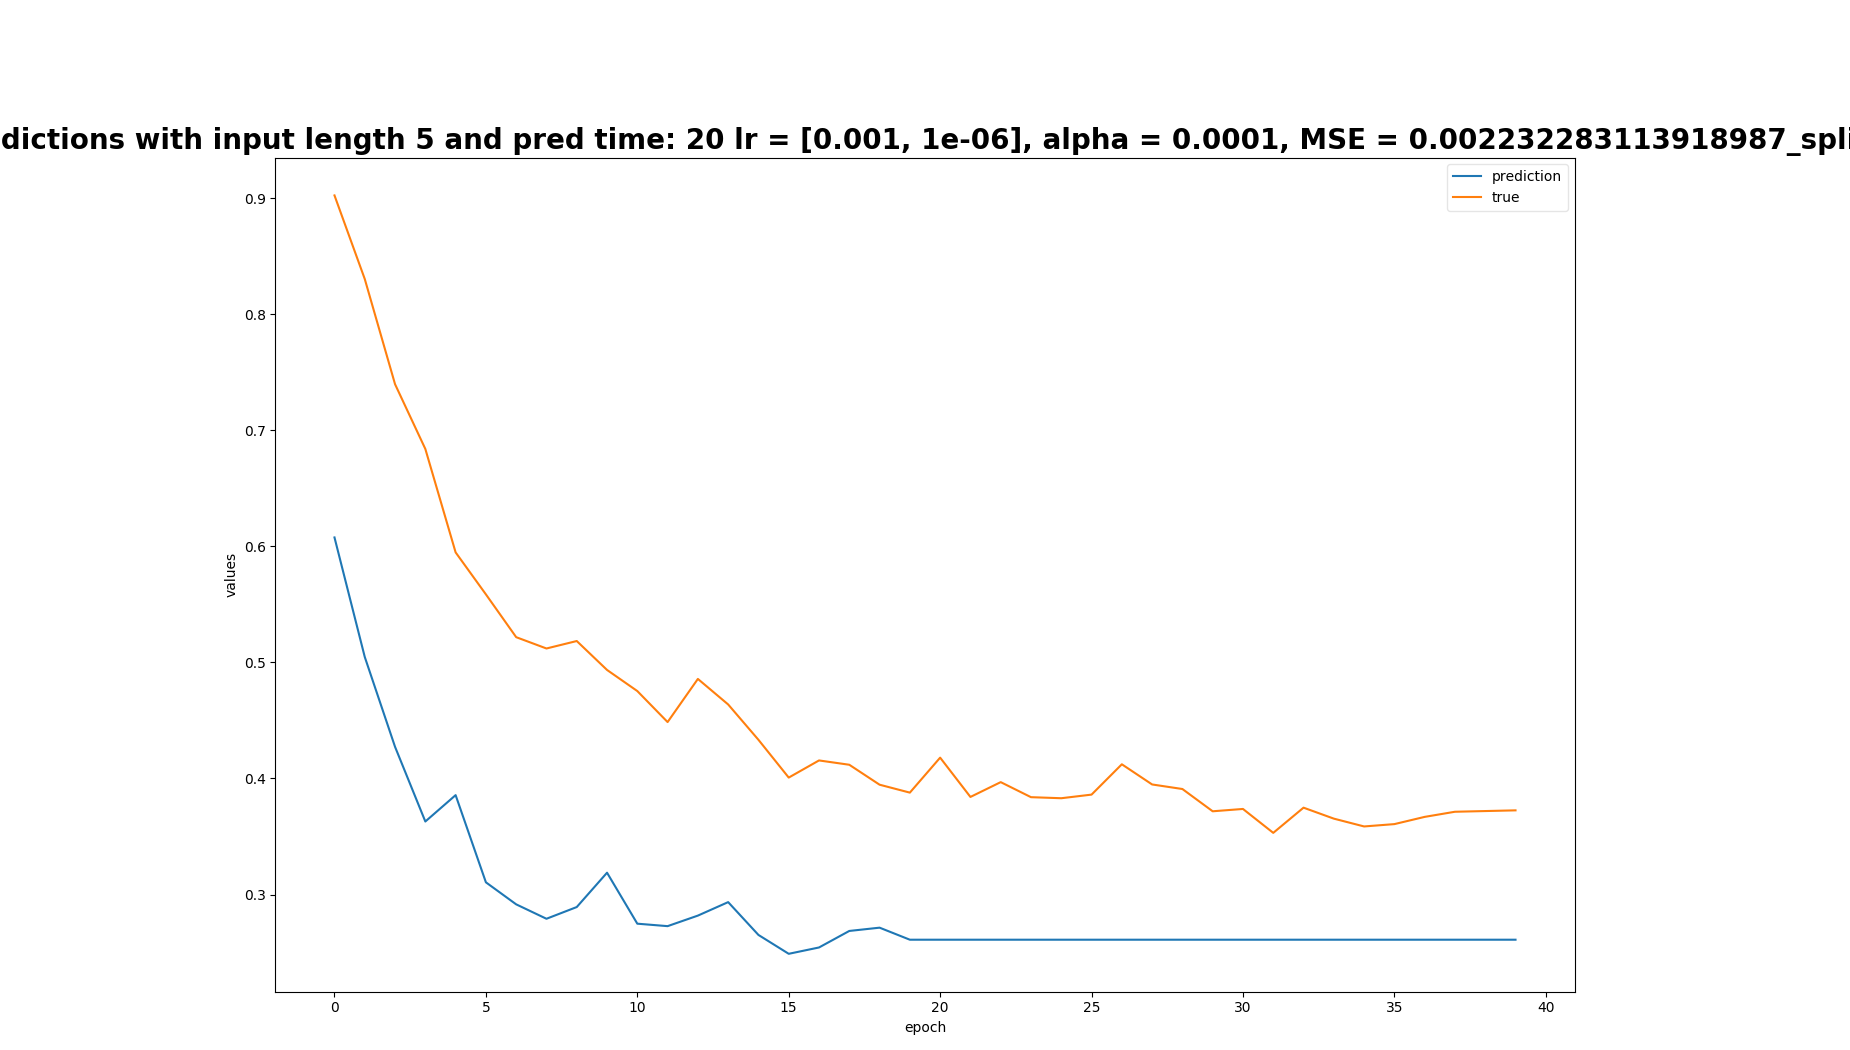 dictions with input length 5 and pred time: 20 lr = [0.001, 1e-06], alpha = 0.0001, MSE = 0.002232283113918987_spli
prediction
true
0.9
0.8
0.7
0.6
0.5
0.4
0.3
values
0 5 10 15 20 25 30 35 40
epoch